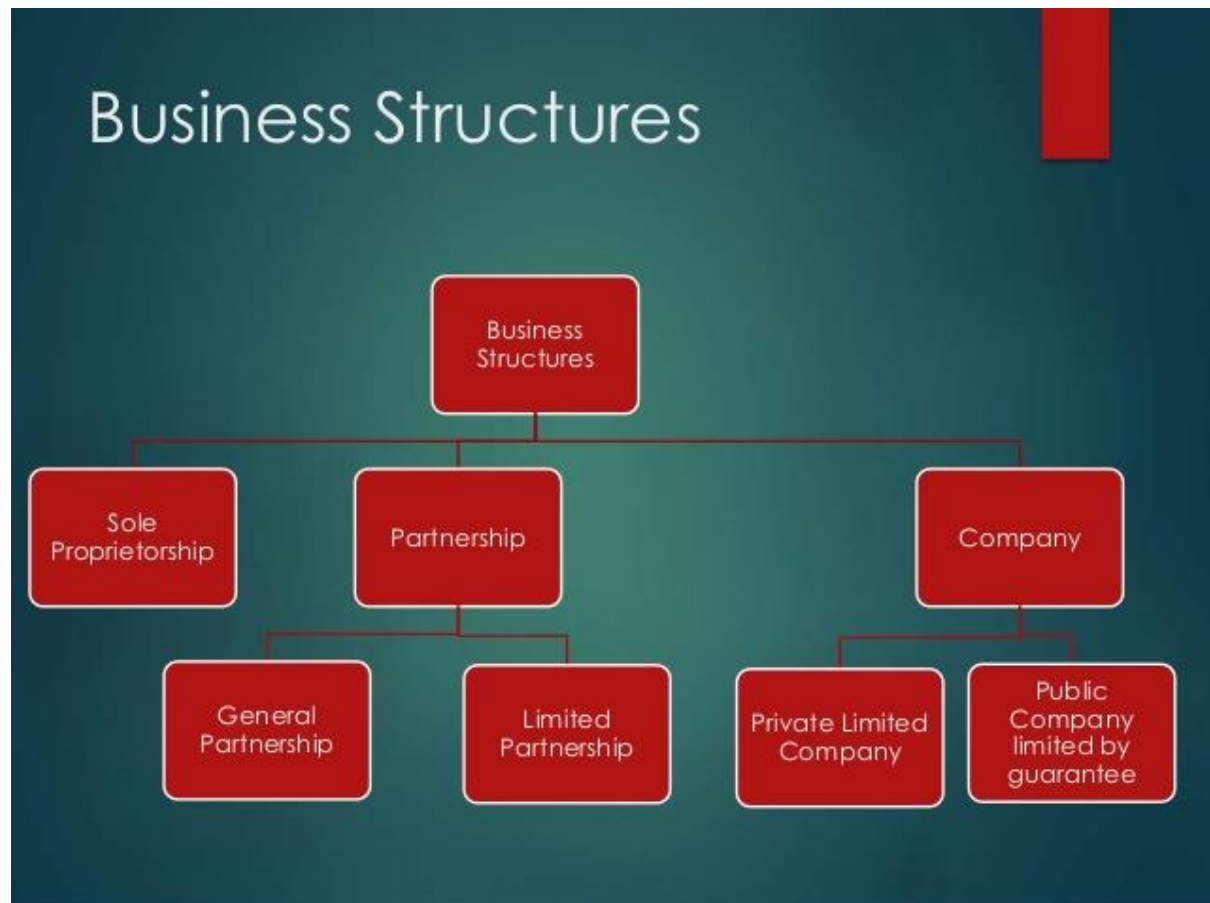 Business Structures
Business
Structures
Sole
Proprietorship
Partnership
Company
General
Partnership
Limited
Partnership
Private Limited
Company
Public
Company
limited by
guarantee